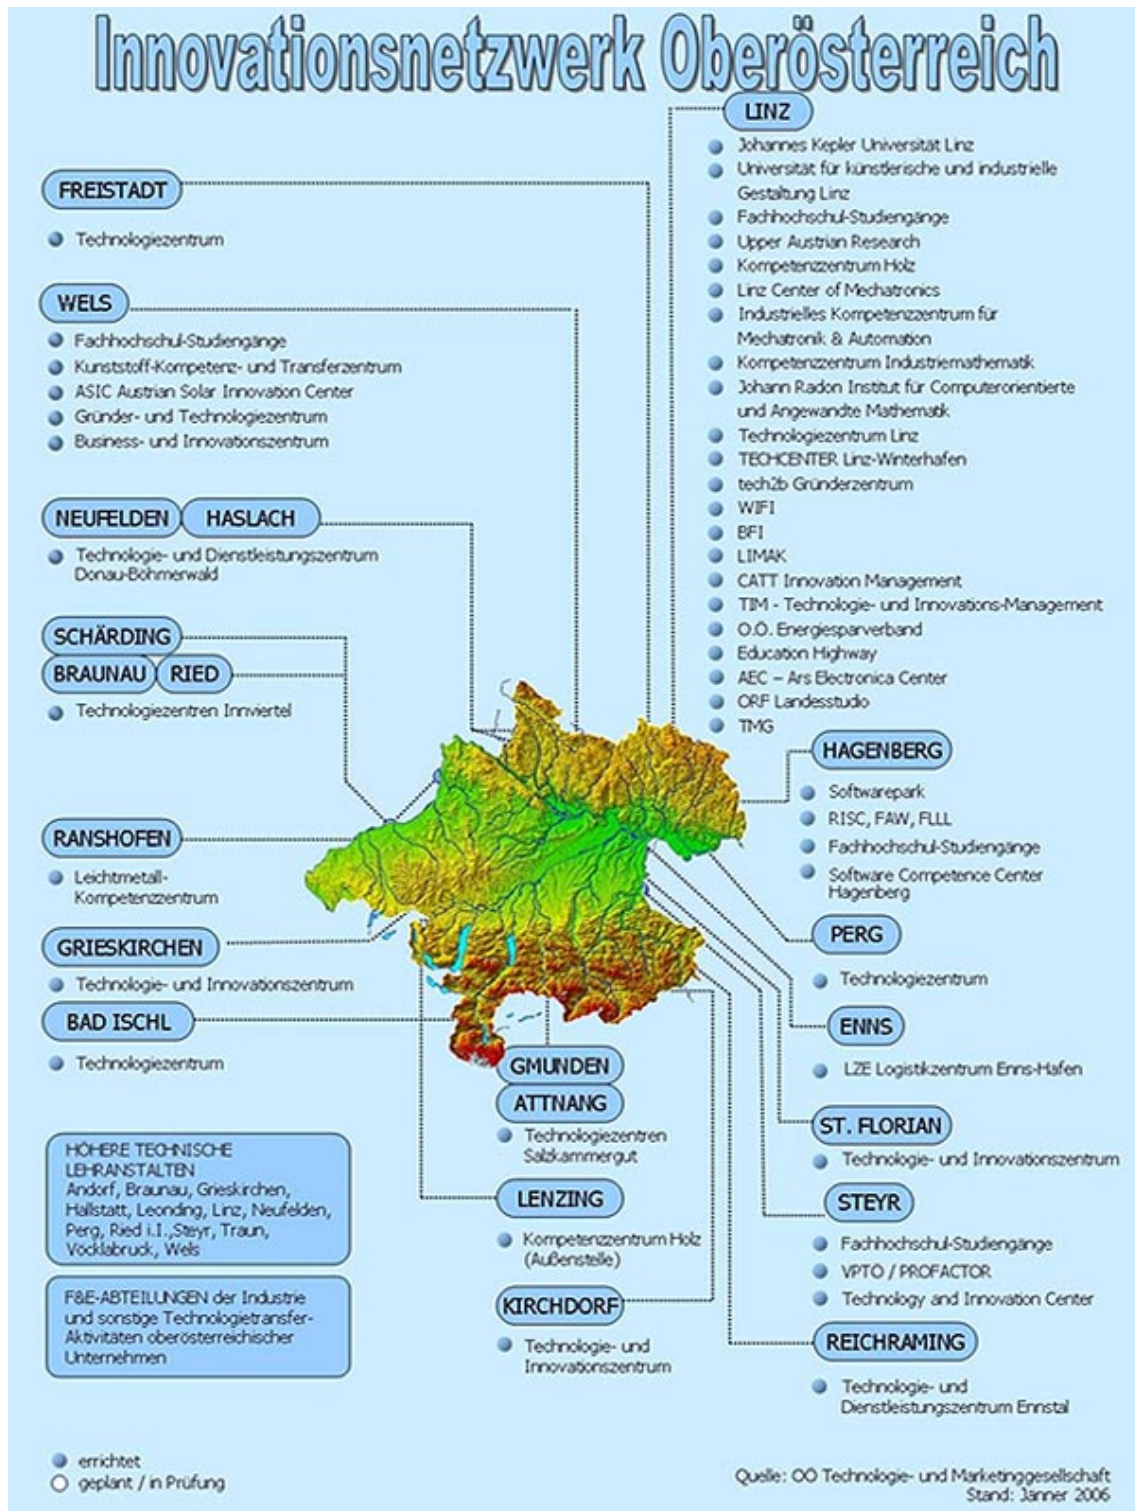 Innovationsnetzwerk Oberösterreich
LINZ
Johannes Kepler Universität Linz
Universität für künstlerische und industrielle
Gestaltung Linz
Fachhochschul-Studiengänge
Upper Austrian Research
Kompetenzzentrum Holz
Linz Center of Mechatronics
Industrielles Kompetenzzentrum für
Mechatronik & Automation
Kompetenzzentrum Industriemathematik
Johann Radon Institut für Computerorientierte
und Angewandte Mathematik
Technologiezentrum Linz
TECHCENTER Linz-Winterhafen
tech2b Gründerzentrum
WIFI
BFI
LIMAK
CATT Innovation Management
TIM - Technologie- und Innovations-Management
O.Ö. Energiesparverband
Education Highway
AEC – Ars Electronica Center
ORF Landesstudio
TMG
FREISTADT
Technologiezentrum
WELS
Fachhochschul-Studiengänge
Kunststoff-Kompetenz- und Transferzentrum
ASIC Austrian Solar Innovation Center
Gründer- und Technologiezentrum
Business- und Innovationszentrum
NEUFELDEN HASLACH
Technologie- und Dienstleistungszentrum
Donau-Böhmerwald
SCHÄRDING
BRAUNAU RIED
Technologiezentren Innviertel
RANSHOFEN
Leichtmetall-
Kompetenzzentrum
GRIESKIRCHEN
Technologie- und Innovationszentrum
BAD ISCHL
Technologiezentrum
HAGENBERG
Softwarepark
RISC, FAW, FLLL
Fachhochschul-Studiengänge
Software Competence Center
Hagenberg
PERG
Technologiezentrum
ENNS
LZE Logistikzentrum Enns-Hafen
ST. FLORIAN
Technologie- und Innovationszentrum
STEYR
Fachhochschul-Studiengänge
VPTO / PROFACTOR
Technology and Innovation Center
REICHRAMING
Technologie- und
Dienstleistungszentrum Ennstal
GMUNDEN
ATTNANG
Technologiezentren
Salzkammergut
LENZING
Kompetenzzentrum Holz
(Außenstelle)
KIRCHDORF
Technologie- und
Innovationszentrum
HÖHERE TECHNISCHE
LEHRANSTALTEN
Andorf, Braunau, Grieskirchen,
Hallstatt, Leonding, Linz, Neufelden,
Perg, Ried i.I.,Steyr, Traun,
Vöcklabruck, Wels
F&E-ABTEILUNGEN der Industrie
und sonstige Technologietransfer-
Aktivitäten oberösterreichischer
Unternehmen
errichtet
geplant / in Prüfung
Quelle: OÖ Technologie- und Marketinggesellschaft
Stand: Jänner 2006